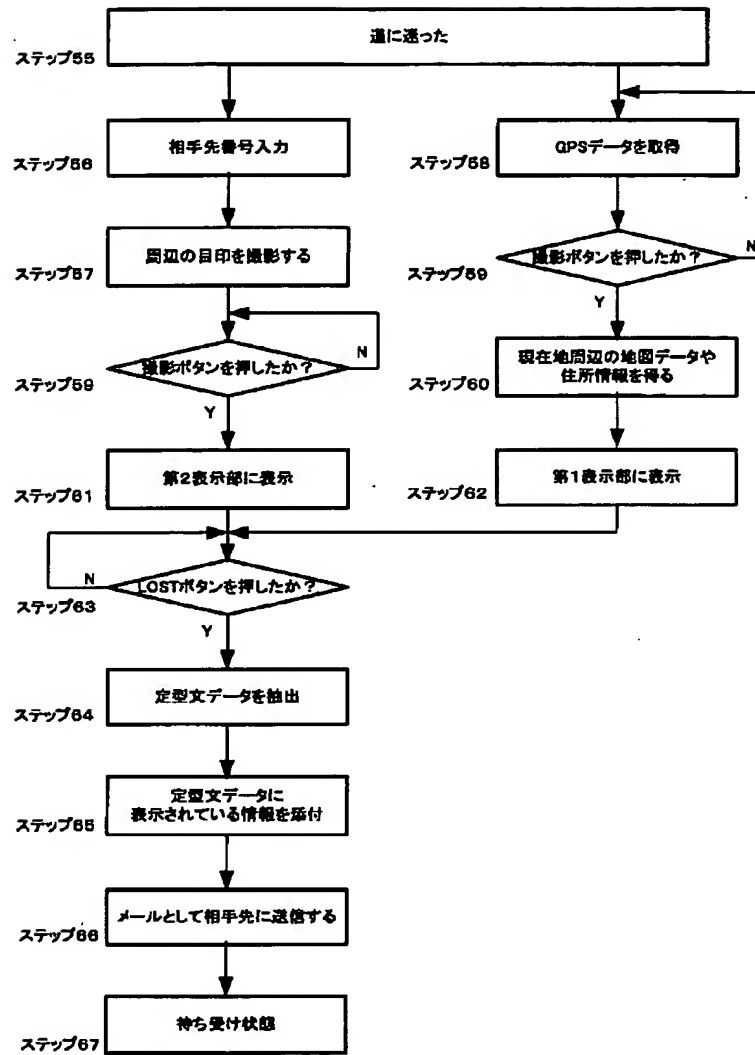 道に迷った
ステップ55
相手先番号入力
ステップ56
GPSデータを取得
ステップ58
周辺の目印を撮影する
ステップ57
撮影ボタンを押したか？
N
ステップ59
Y
撮影ボタンを押したか？
N
ステップ59
Y
現在地周辺の地図データや
住所情報を得る
ステップ60
第2表示部に表示
ステップ61
第1表示部に表示
ステップ62
LOSTボタンを押したか？
N
ステップ63
Y
定型文データを抽出
ステップ64
定型文データに
表示されている情報を添付
ステップ65
メールとして相手先に送信する
ステップ66
待ち受け状態
ステップ67